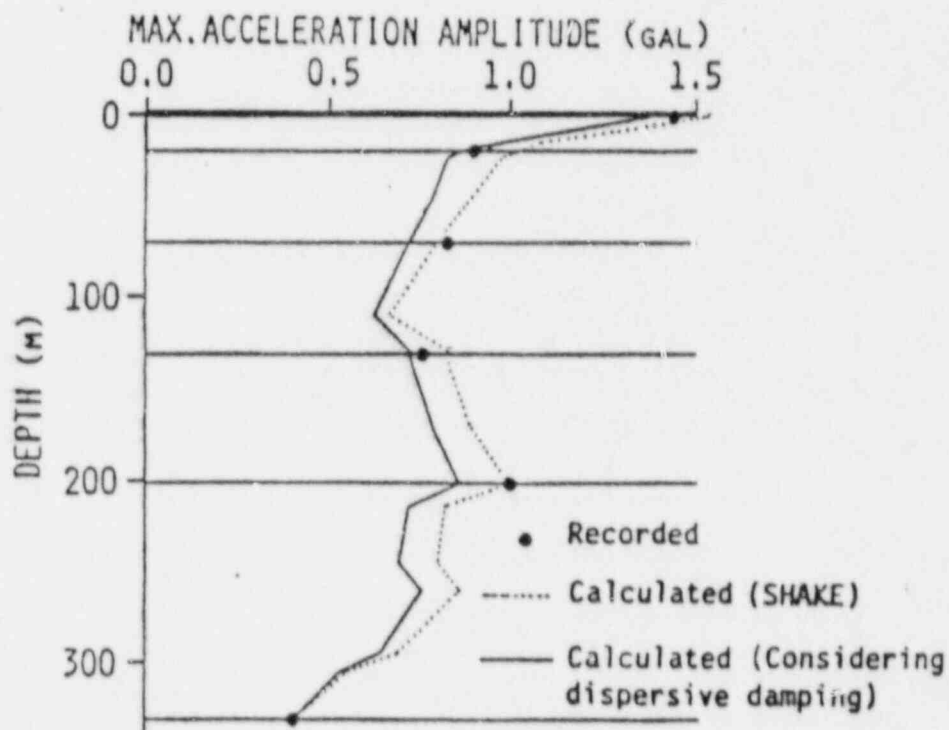 MAX.ACCELERATION AMPLITUDE (GAL)
0.0 0.5 1.0 1.5
0
100
200
300
DEPTH (M)
Recorded
Calculated (SHAKE)
Calculated (Considering
dispersive damping)